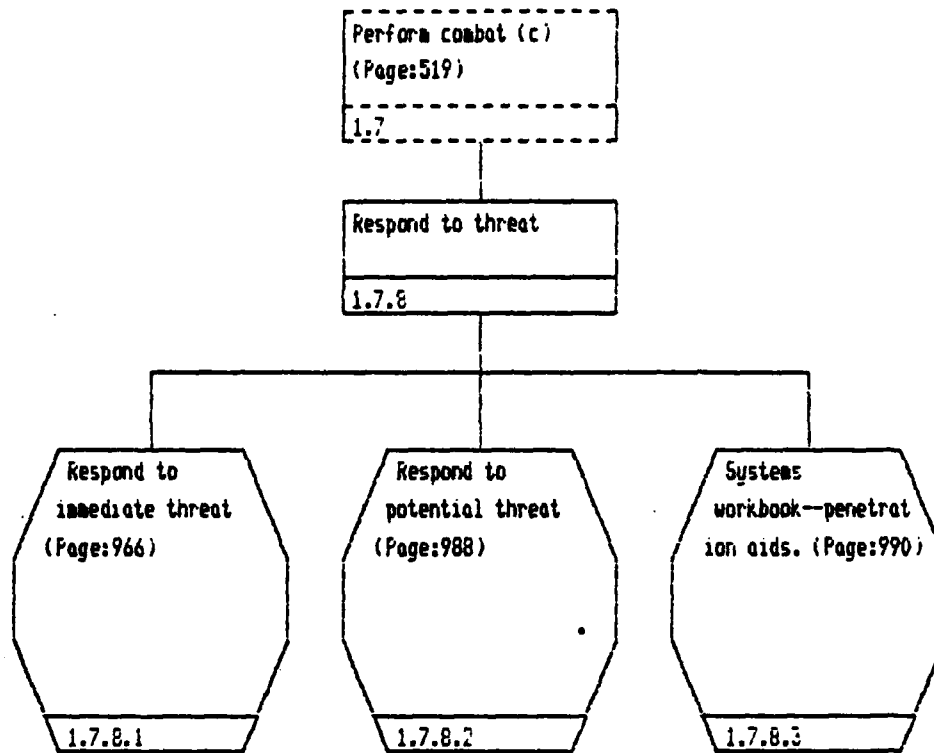 Perform combat (c)
(Page:519)
1.7
Respond to threat
1.7.8
Respond to
immediate threat
(Page:966)
1.7.8.1
Respond to
potential threat
(Page:988)
1.7.8.2
Systems
workbook--penetrat
ion aids. (Page:990)
1.7.8.3